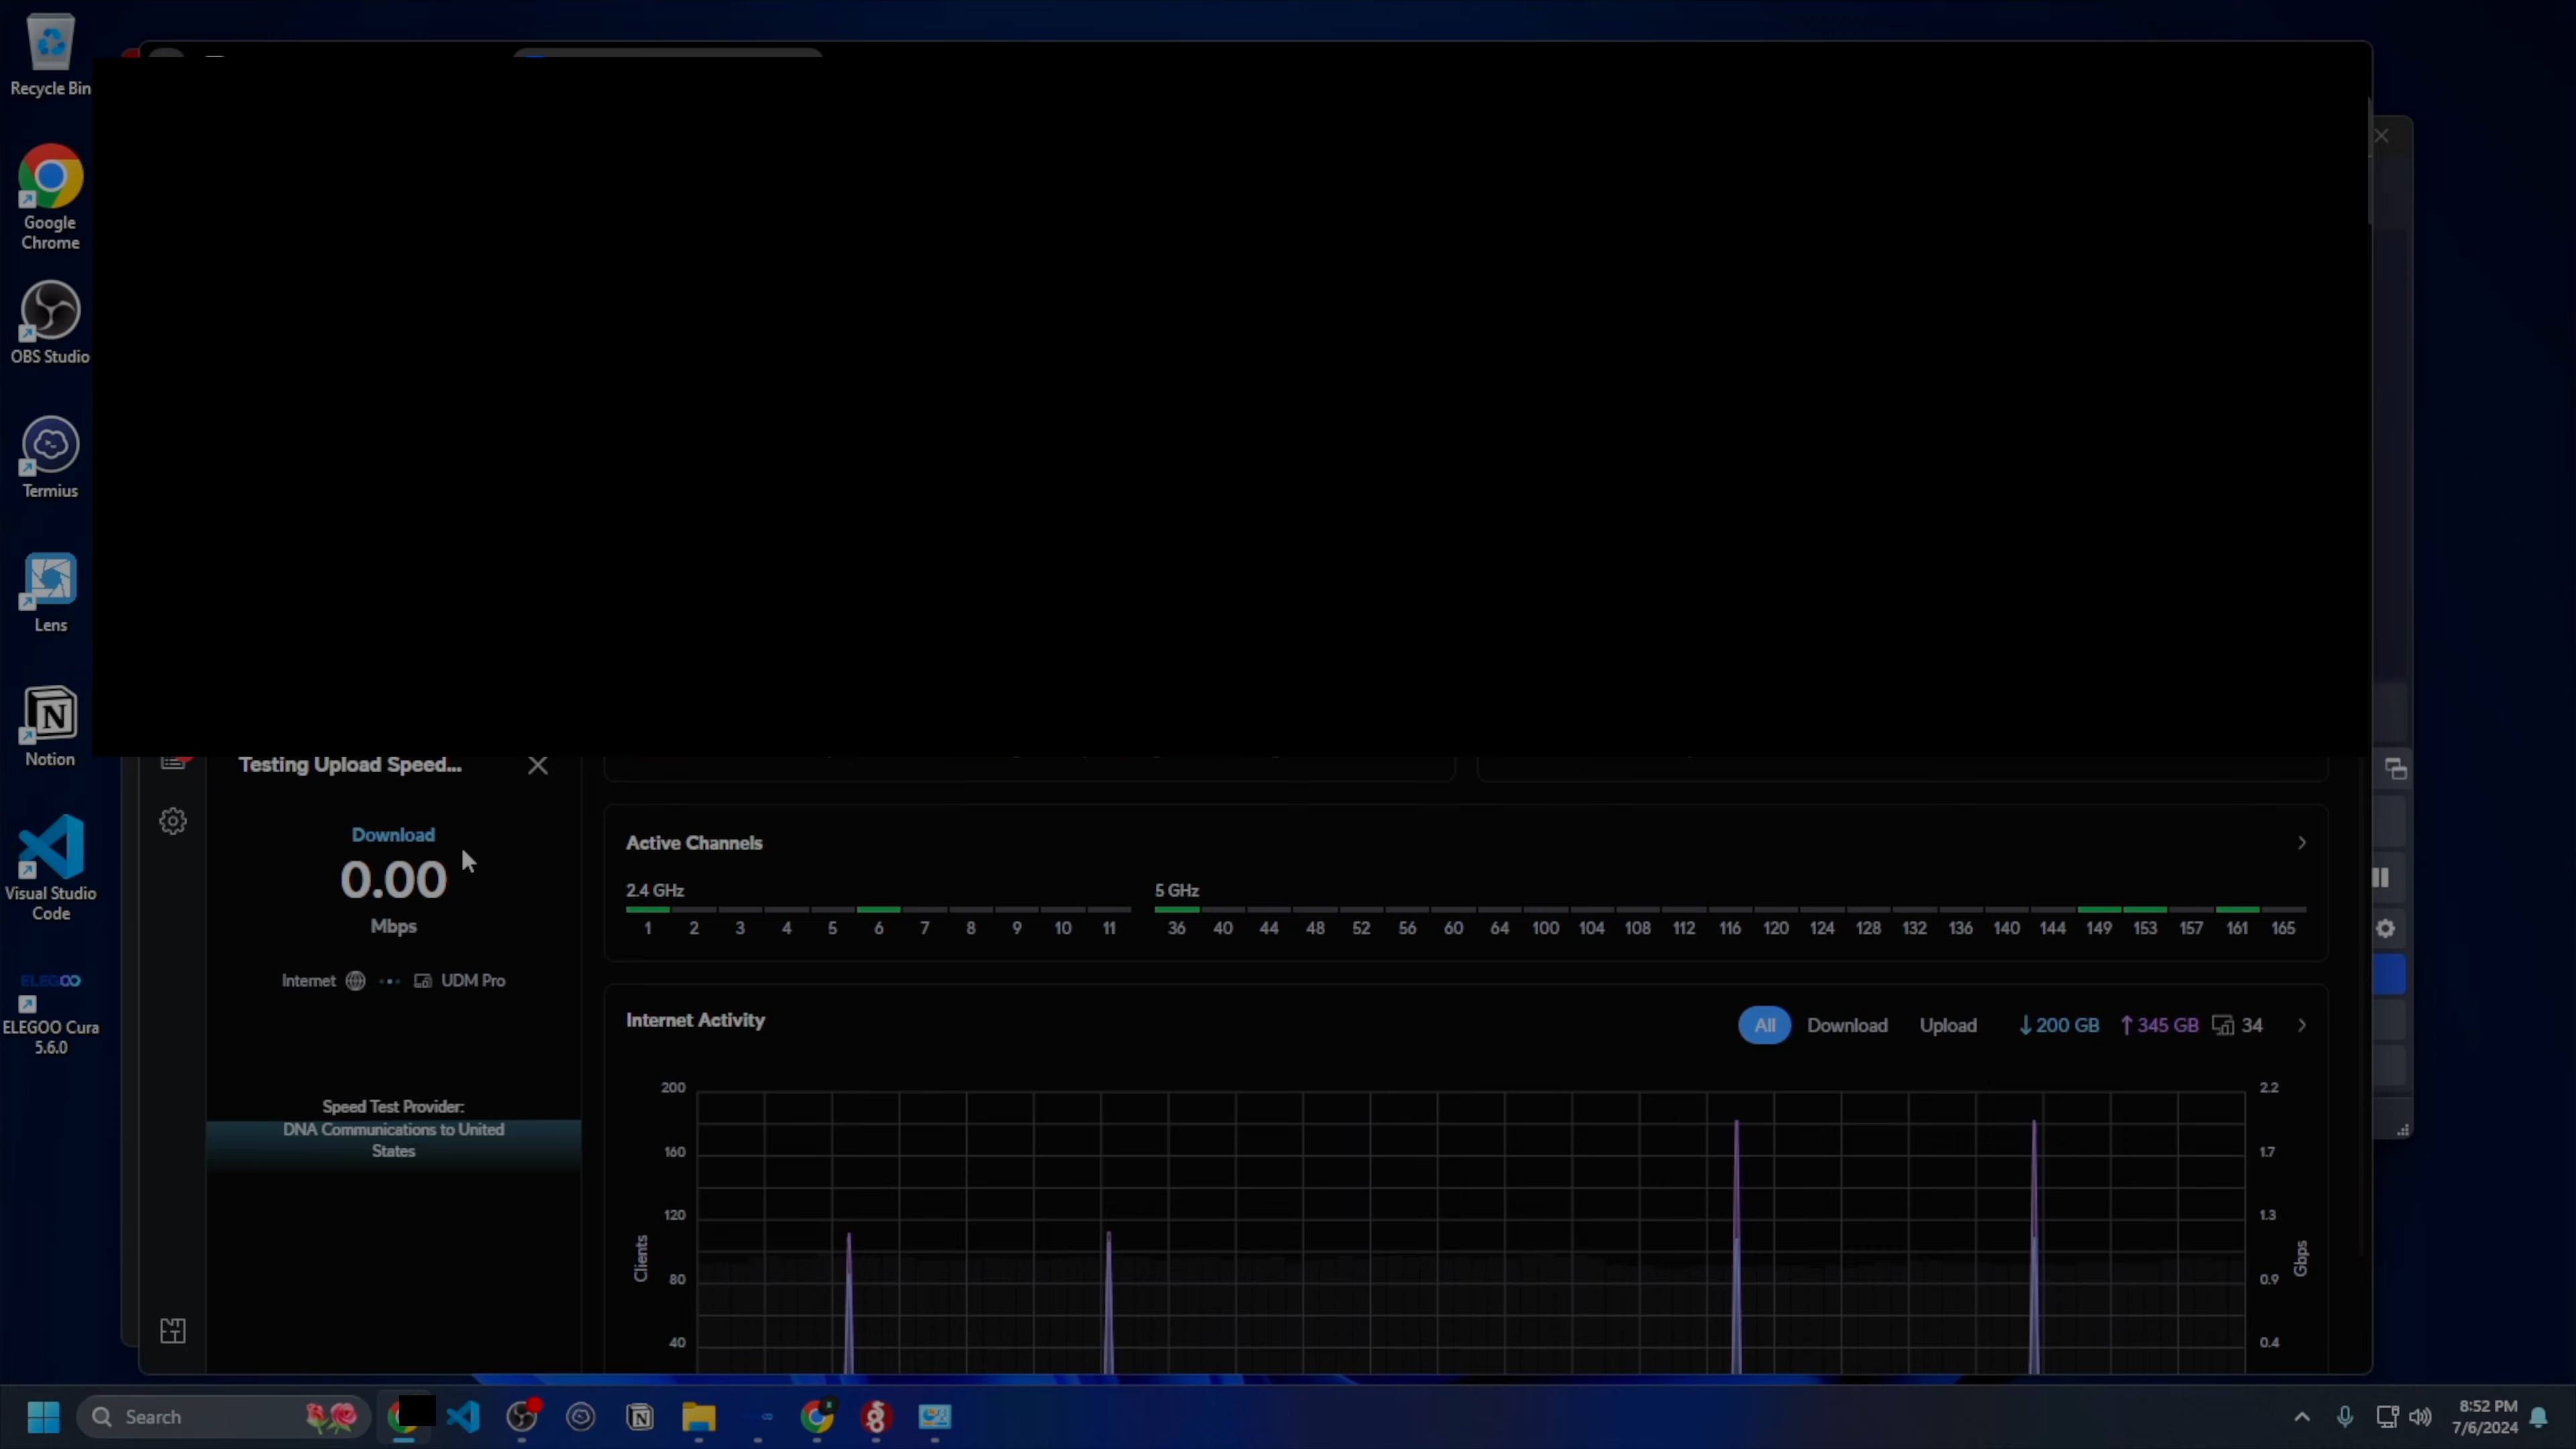 Recycle Bin
Google
Chrome
OBS Studio
Termius
Lens
Notion
Visual Studio
Code
ELEGOO
ELEGOO Cura
5.6.0
Testing Upload Speed...
Download
0.00
Mbps
Internet
UDM Pro
Speed Test Provider:
DNA Communications to United
States
Active Channels
2.4 GHz
1 2 3 4 5 6 7 8 9 10 11
5 GHz
36 40 44 48 52 56 60 64 100 104 108 112 116 120 124 128 132 136 140 144 149 153 157 161 165
Internet Activity
All Download Upload 200 GB 345 GB 34
200
160
120
80
40
Clients
2.2
1.7
1.3
0.9
0.4
Gbps
Search
8:52 PM
7/6/2024